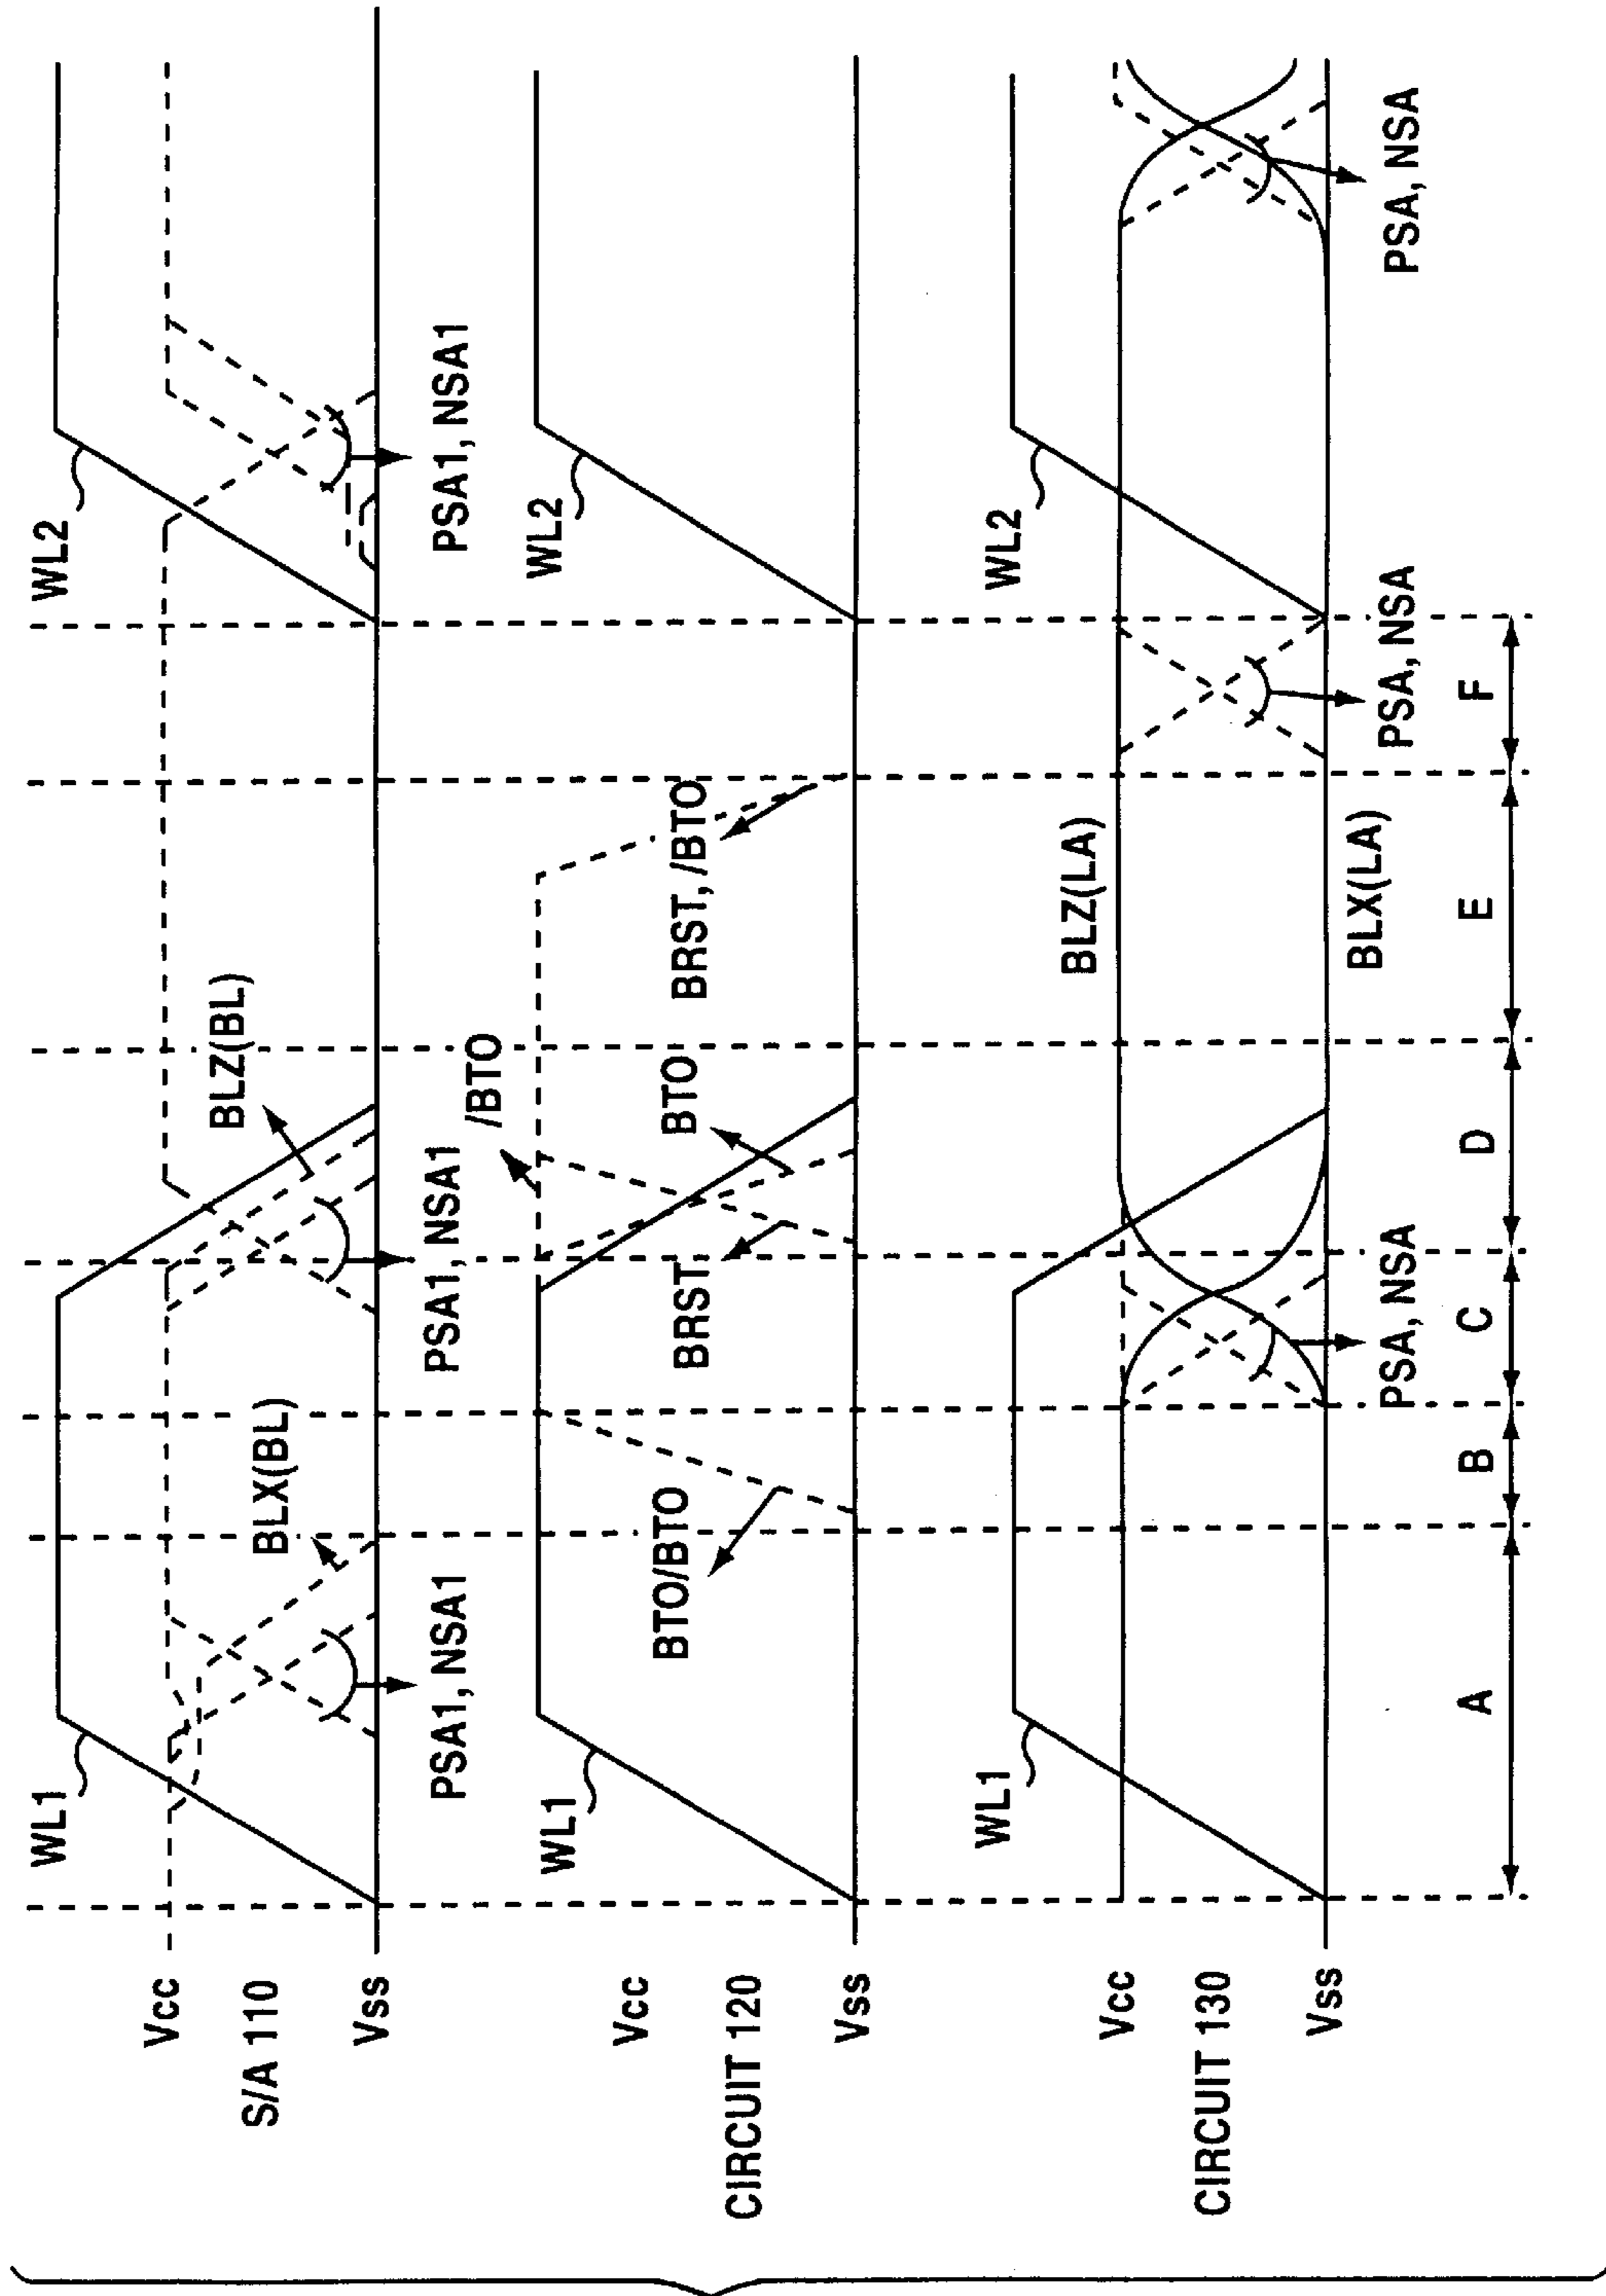 WL1
WL2
Vcc
S/A 110
Vss
BLX(BL)
BLZ(BL)
PSA1, NSA1
PSA1, NSA1
PSA1, NSA1
WL1
WL2
Vcc
CIRCUIT 120
Vss
BTO/BTO
BRST
BTO
/BTO
BRST, /BTO
WL1
WL2
Vcc
CIRCUIT 130
Vss
BLZ(LA)
BLX(LA)
PSA, NSA
PSA, NSA
PSA, NSA
A
B
C
D
E
F